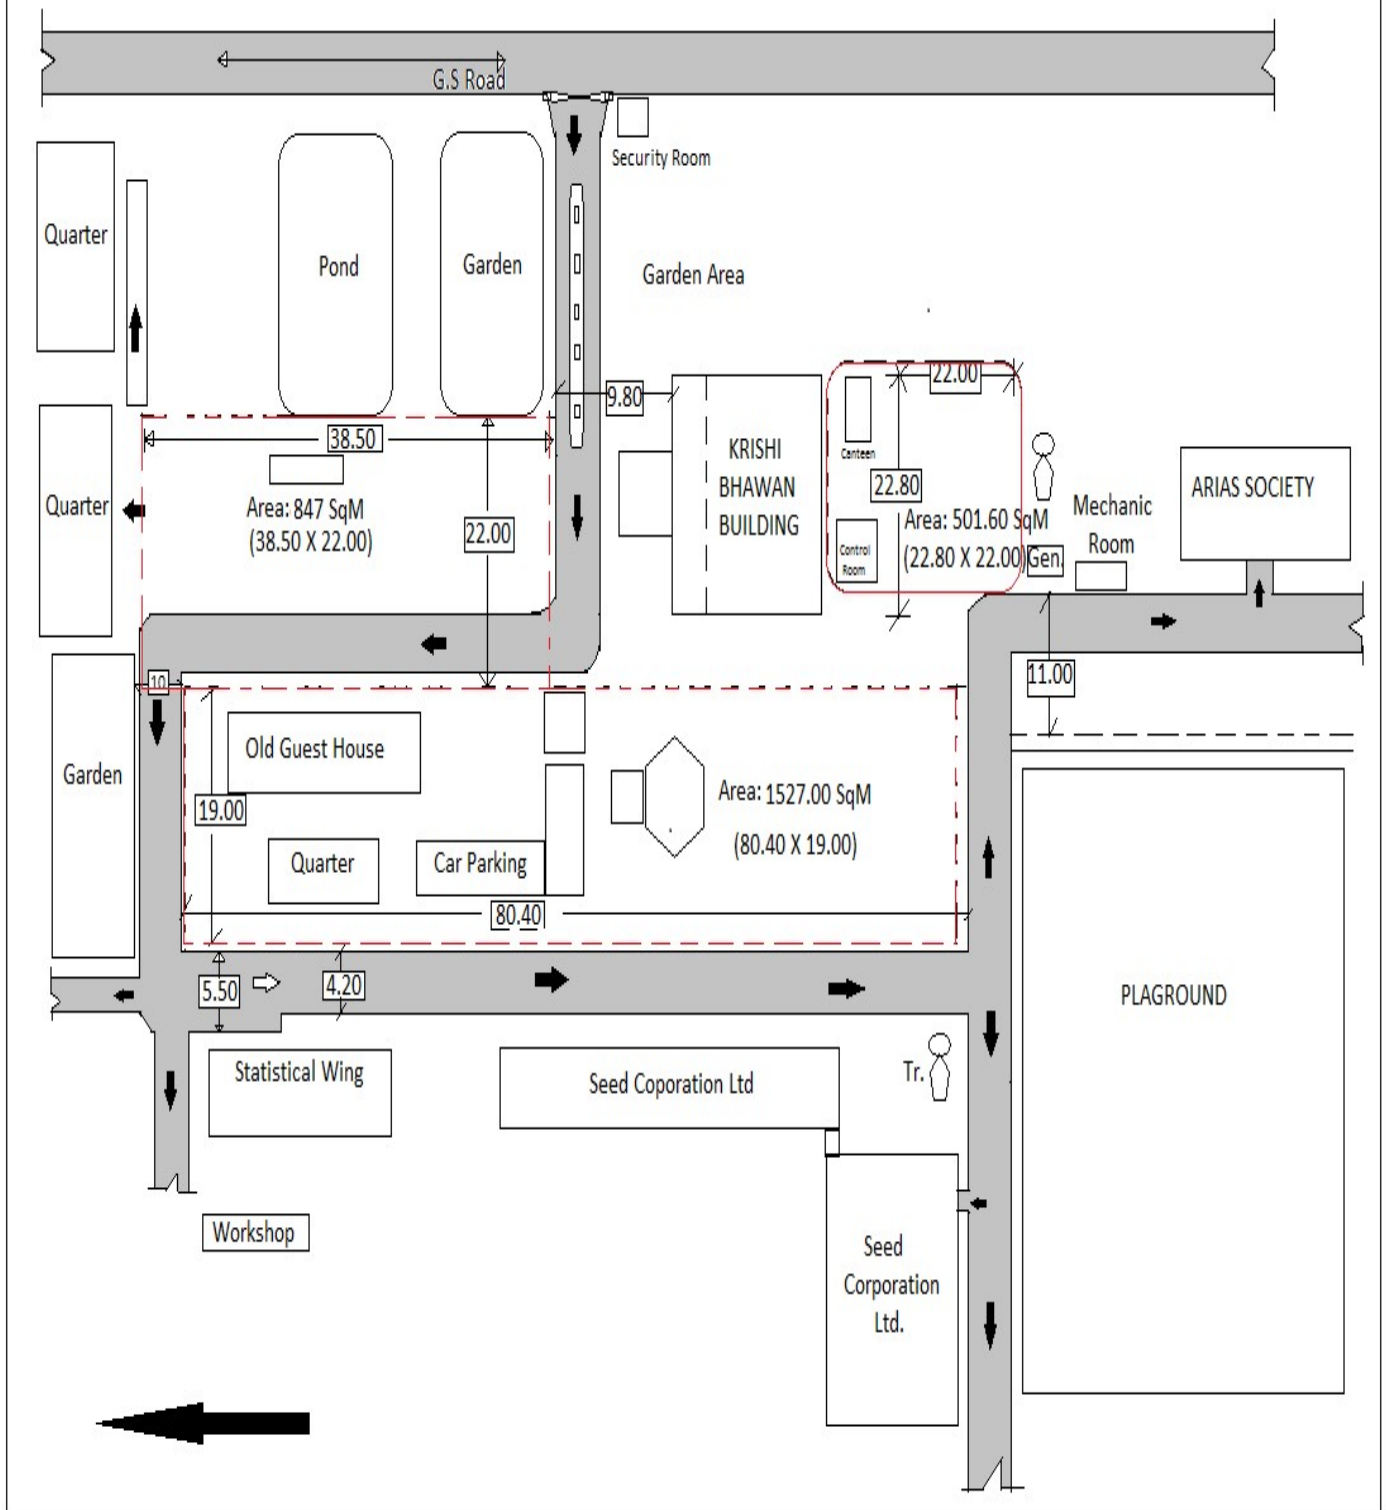 G.S Road
Security Room
Quarter
Pond
Garden
Garden Area
22.00
9.80
38.50
KRISHI
BHAWAN
BUILDING
Canteen
22.80
Quarter
Area: 847 SqM
(38.50 X 22.00)
22.00
Control
Room
Area: 501.60 SqM
(22.80 X 22.00)
Gen.
Mechanic
Room
ARIAS SOCIETY
10
11.00
Garden
Old Guest House
19.00
Area: 1527.00 SqM
(80.40 X 19.00)
Quarter
Car Parking
80.40
5.50
4.20
PLAGROUND
Statistical Wing
Seed Coporation Ltd
Tr.
Workshop
Seed
Corporation
Ltd.